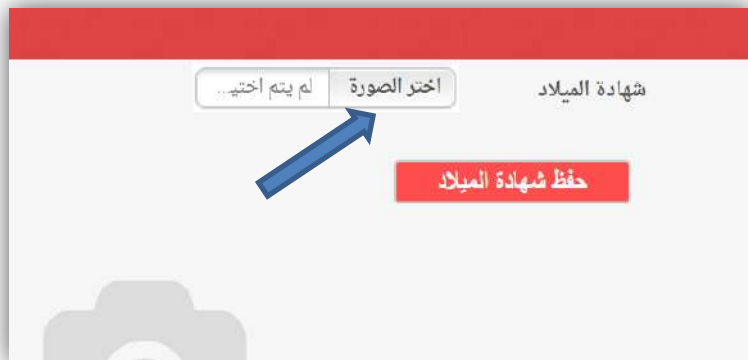 شهادة الميلاد اختر الصورة لم يتم اختيـ...
حفظ شهادة الميلاد